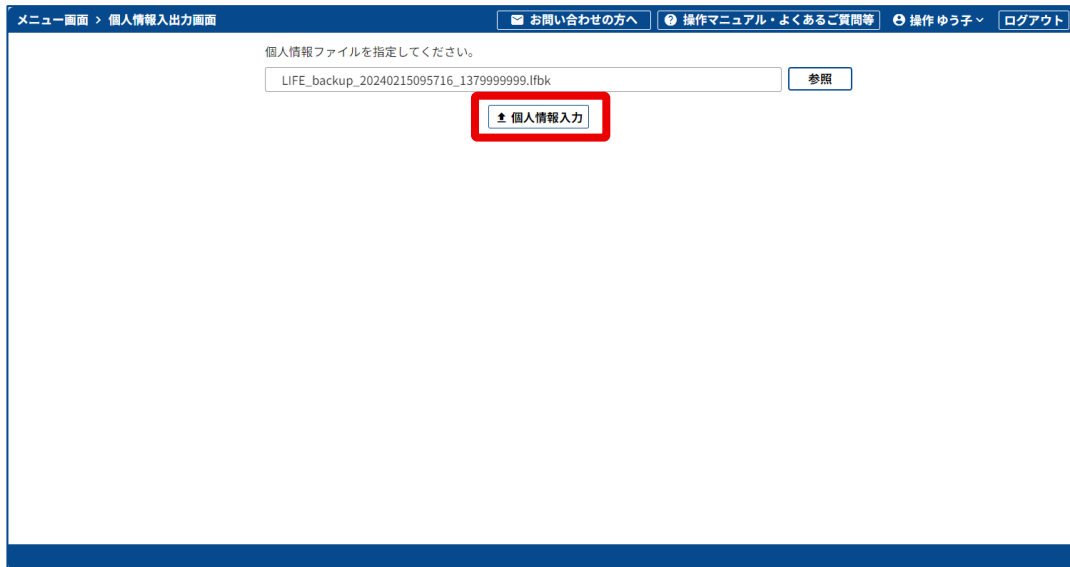 メニュー画面 > 個人情報入出力画面 お問い合わせの方へ 操作マニュアル・よくあるご質問等 操作 ゆう子 ログアウト
個人情報ファイルを指定してください。
LIFE_backup_20240215095716_1379999999.lfbk 参照
個人情報入力